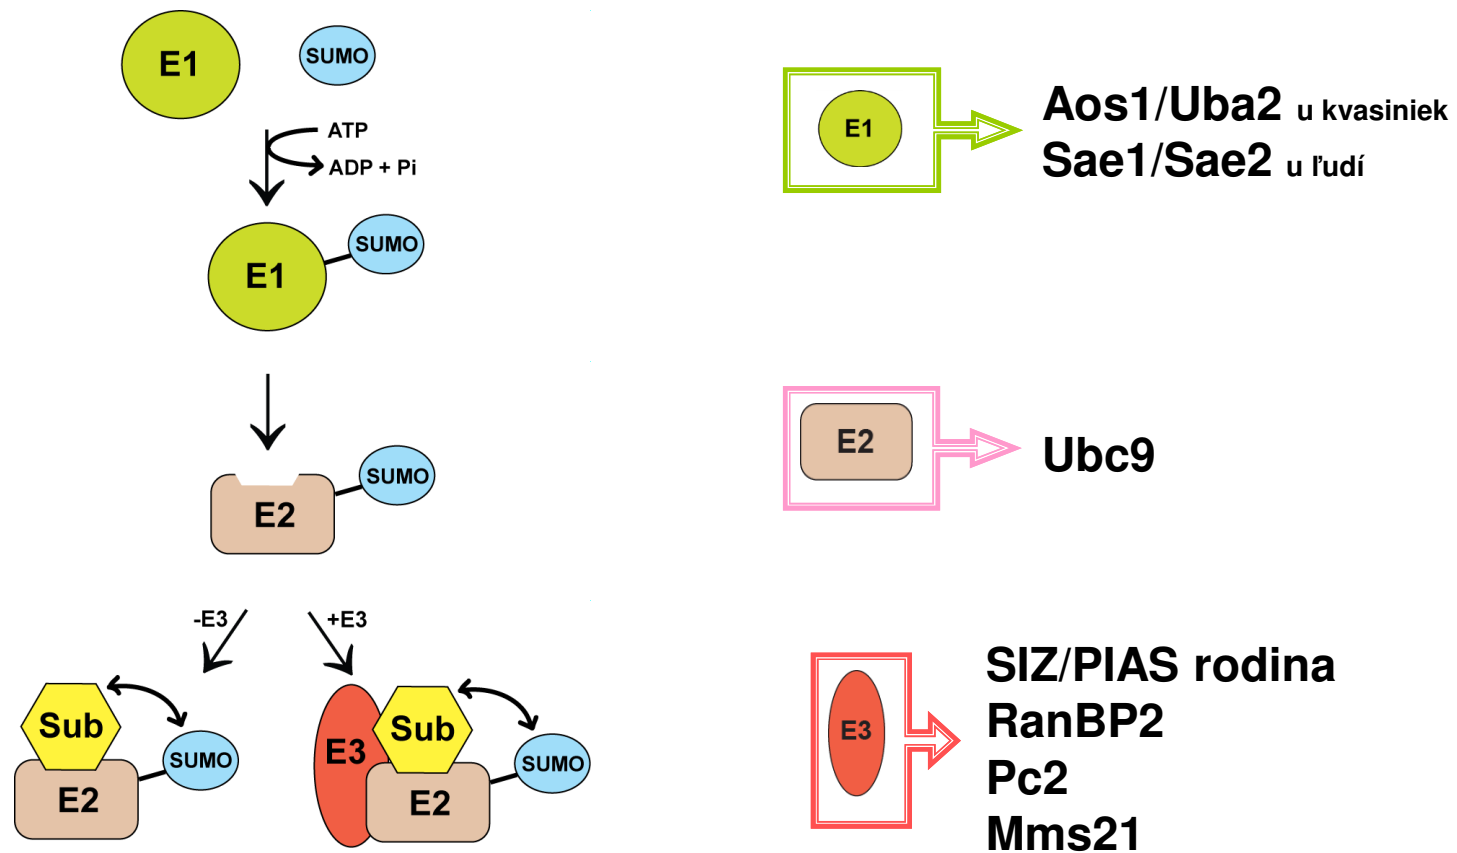 E1
SUMO
ATP
ADP + Pi
SUMO
E1
SUMO
E2
-E3
+E3
Sub
SUMO
E2
Sub
E3
SUMO
E2
E1
Aos1/Uba2 u kvasiniek
Sae1/Sae2 u ľudí
E2
Ubc9
E3
SIZ/PIAS rodina
RanBP2
Pc2
Mms21